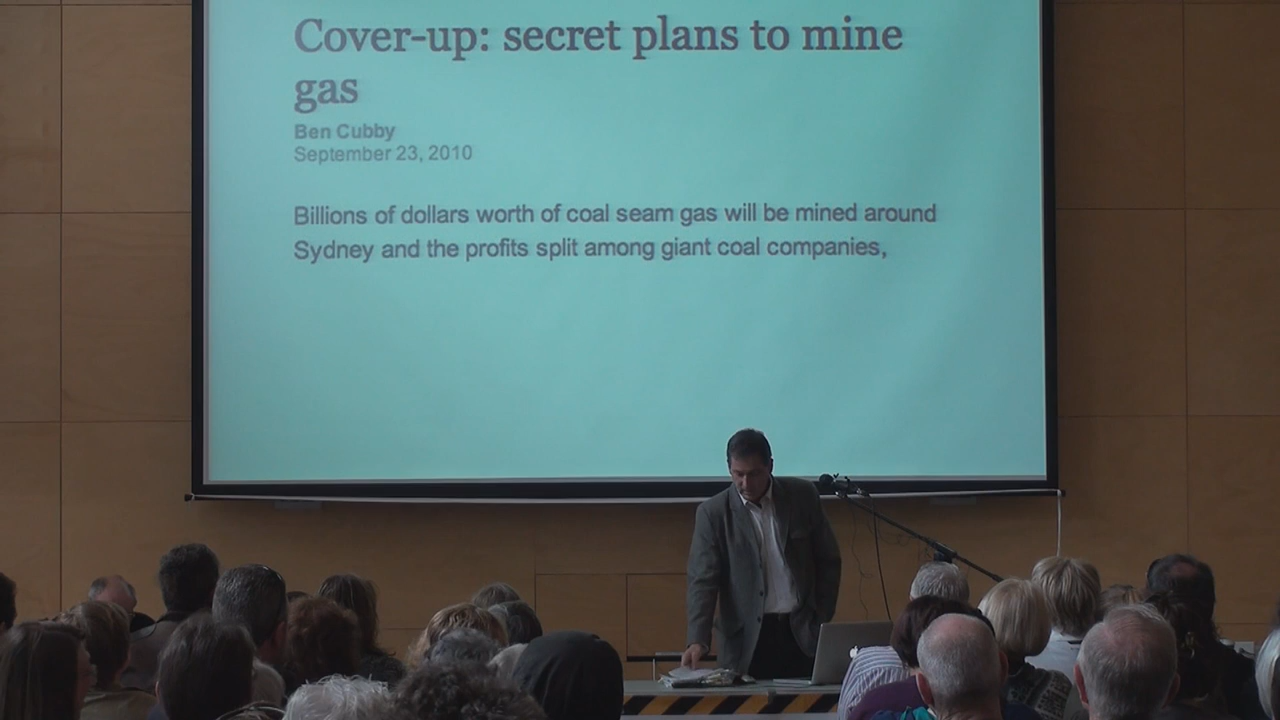 Cover-up: secret plans to mine
gas
Ben Cubby
September 23, 2010
Billions of dollars worth of coal seam gas will be mined around
Sydney and the profits split among giant coal companies,